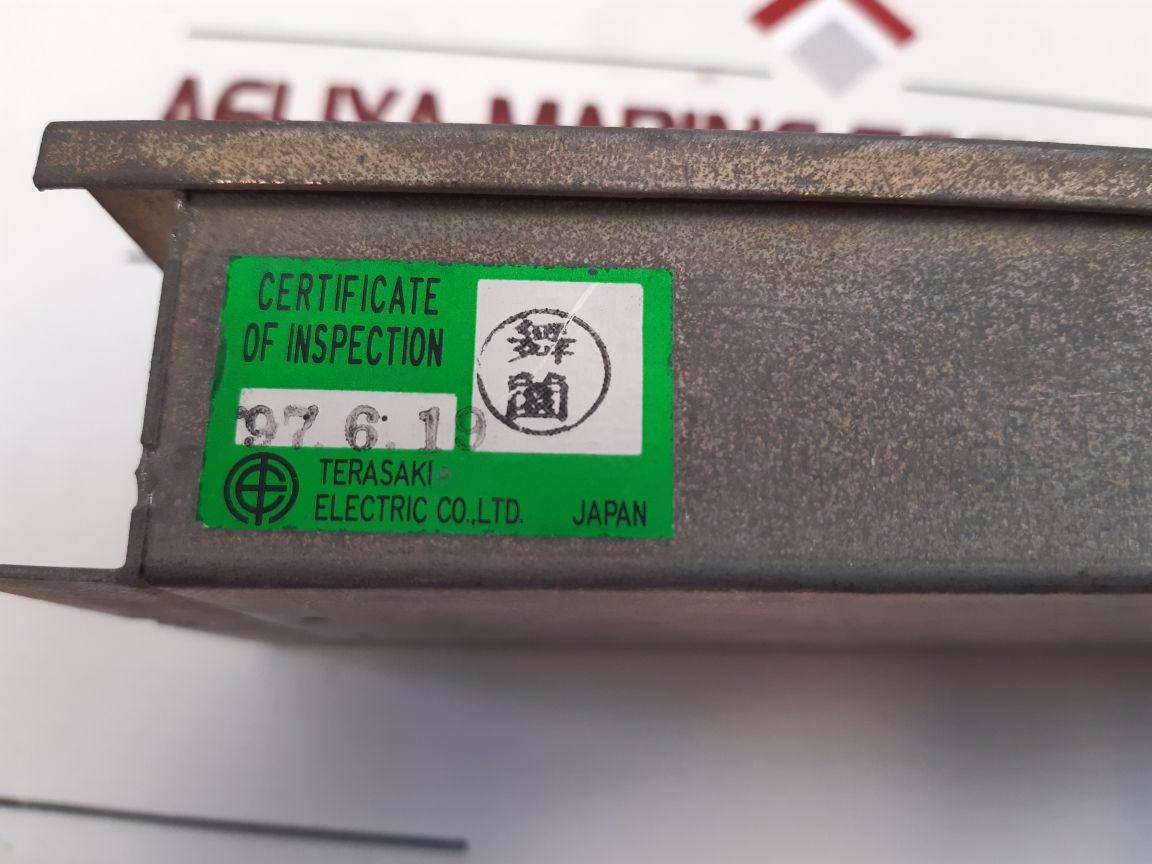 CERTIFICATE
OF INSPECTION
97. 6. 19
TERASAKI
ELECTRIC CO.,LTD. JAPAN